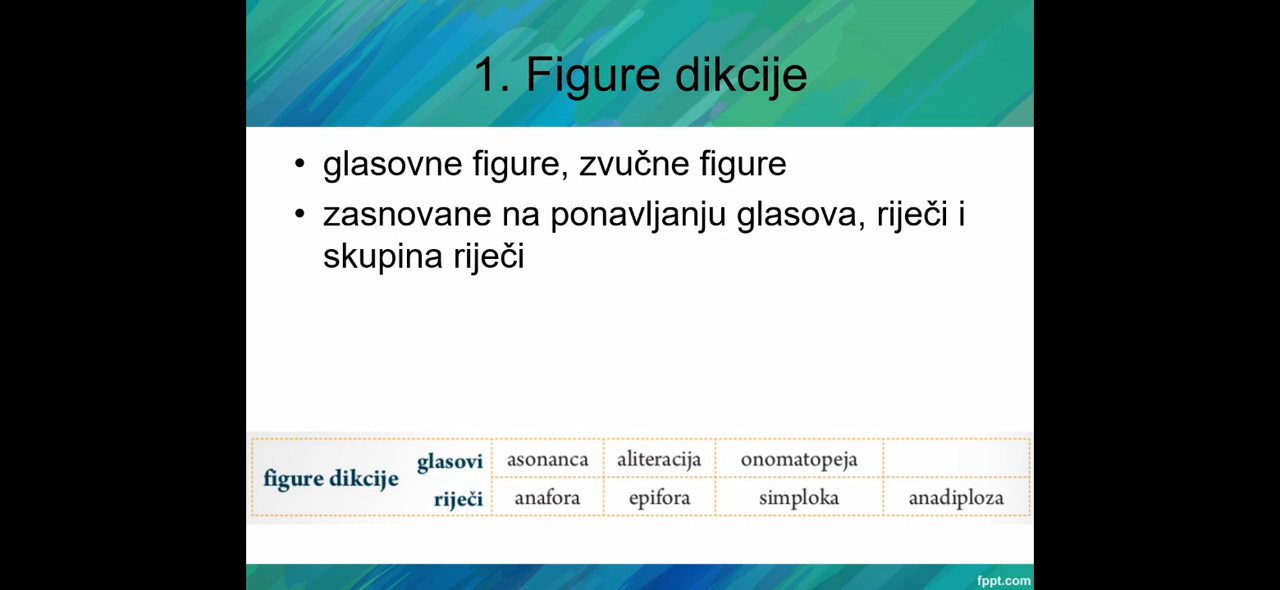 1. Figure dikcije
• glasovne figure, zvučne figure
• zasnovane na ponavljanju glasova, riječi i
skupina riječi
figure dikcije
glasovi asonanca aliteracija onomatopeja
riječi anafora epifora simploka anadiploza
fppt.com